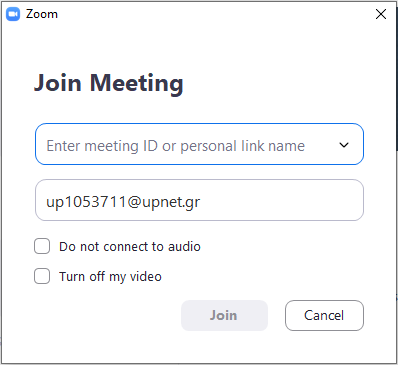 Zoom
Join Meeting
Enter meeting ID or personal link name
up1053711@upnet.gr
Do not connect to audio
Turn off my video
Join Cancel